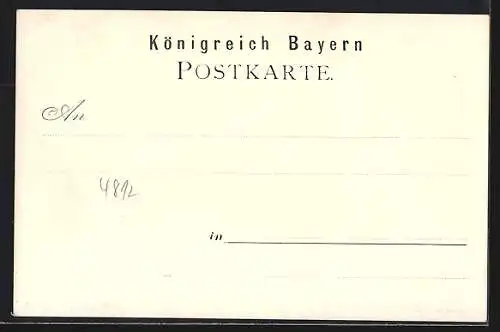 Königreich Bayern
POSTKARTE.
An
4892
in